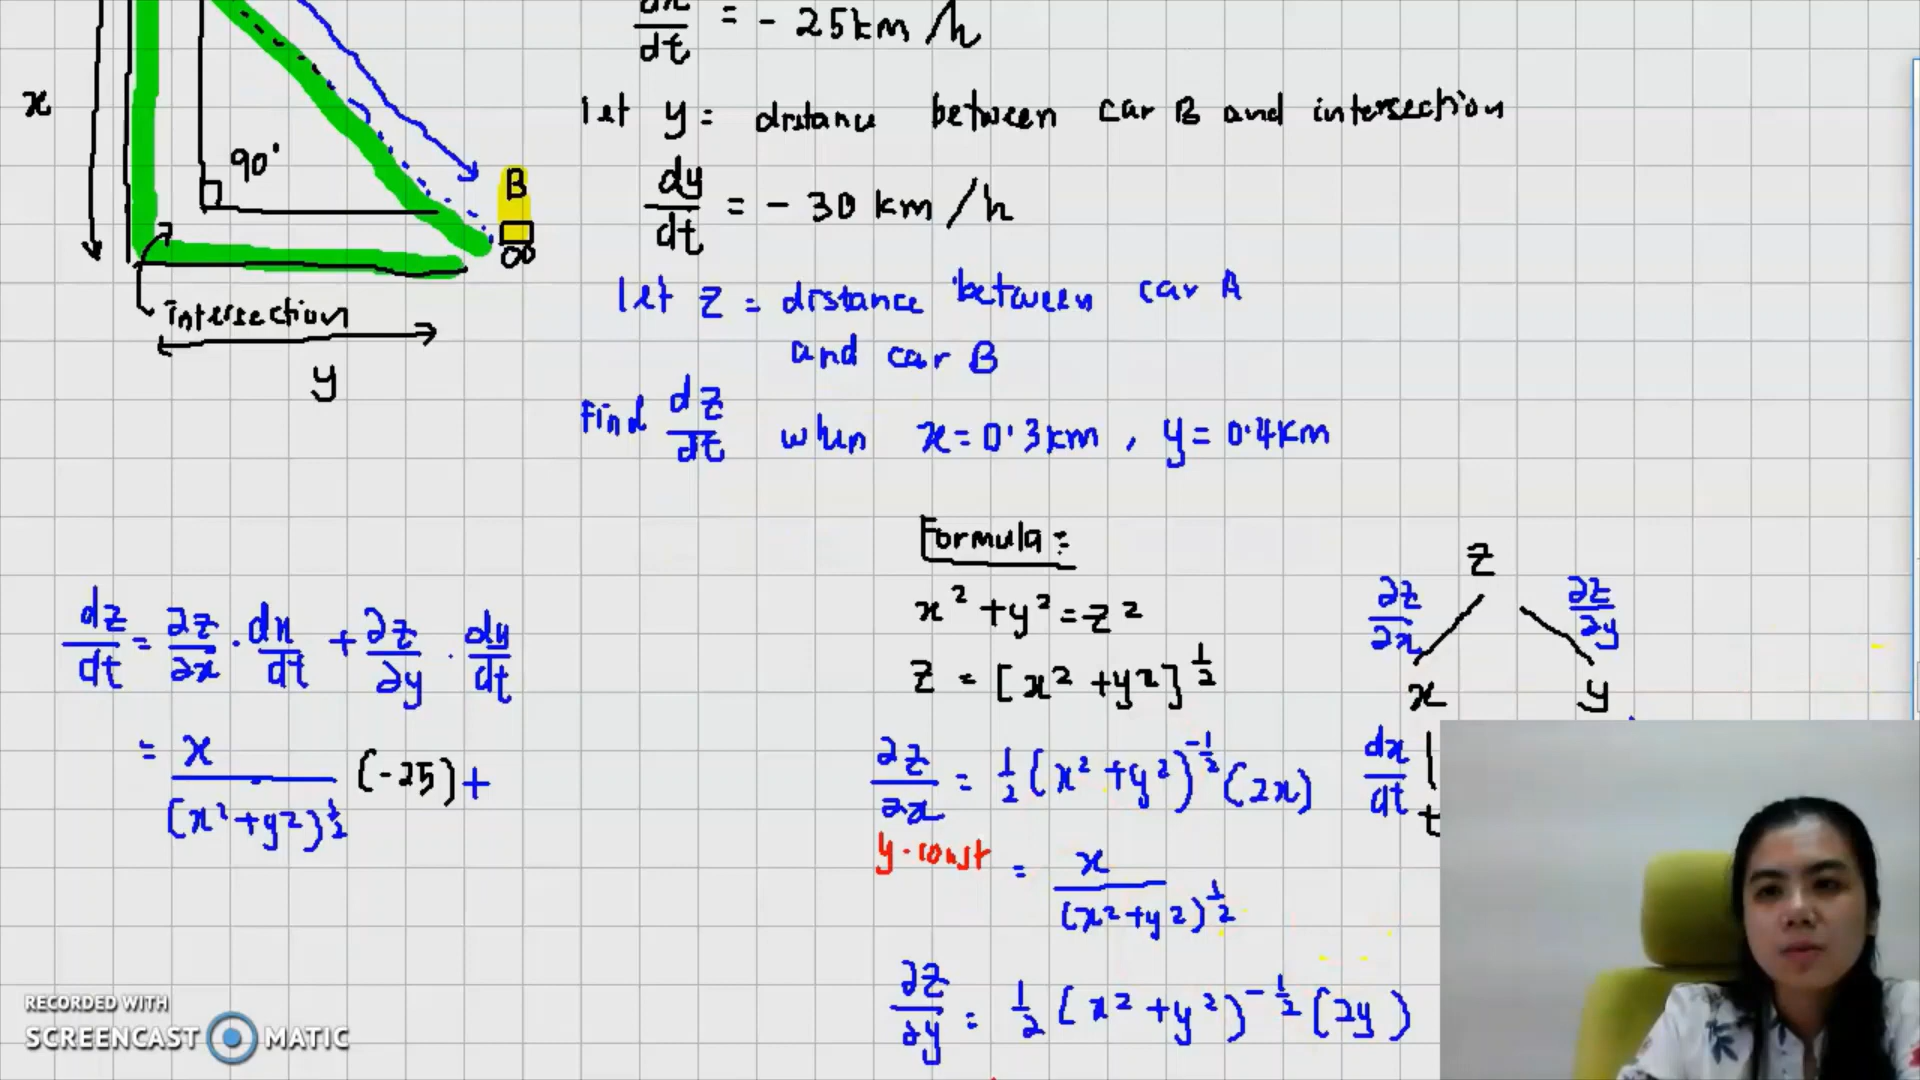 x
90°
B
intersection
y
dx/dt = - 25km/h
let y = distance between car B and intersection
dy/dt = - 30 km/h
let z = distance between car A
and car B
Find dz/dt when x=0.3km, y=0.4km
dz/dt = ∂z/∂x · dx/dt + ∂z/∂y · dy/dt
= x/[x²+y²]^½ (-25) +
Formula:
x² + y² = z²
z = [x² + y²]^½
∂z/∂x = ½(x² + y²)^-½ (2x)
y-const
= x/(x²+y²)^½
∂z/∂y = ½[x² + y²)^-½ (2y)
z
∂z/∂x ∂z/∂y
x y
dx/dt
t
RECORDED WITH
SCREENCAST MATIC